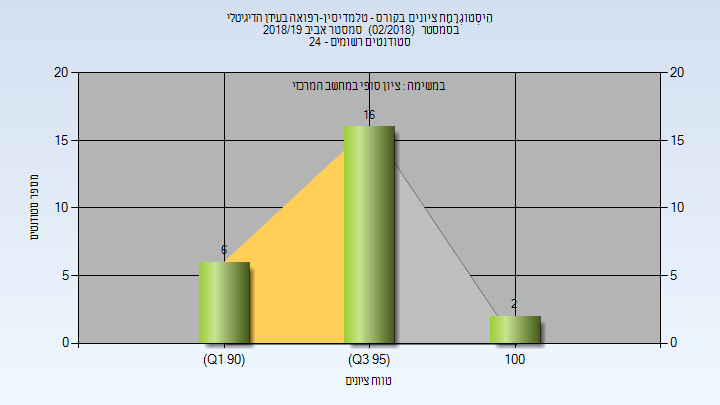 היסטוגרמת ציונים בקורס - טלמדיסין-רפואה בעידן הדיגיטלי
בסמסטר (02/2018) סמסטר אביב 2018/19
סטודנטים רשומים - 24
במשימה : ציון סופי במחשב המרכזי
20 20
16
15 15
מספר סטודנטים
10 10
6
5 5
2
0 0
(Q1 90) (Q3 95) 100
טווח ציונים